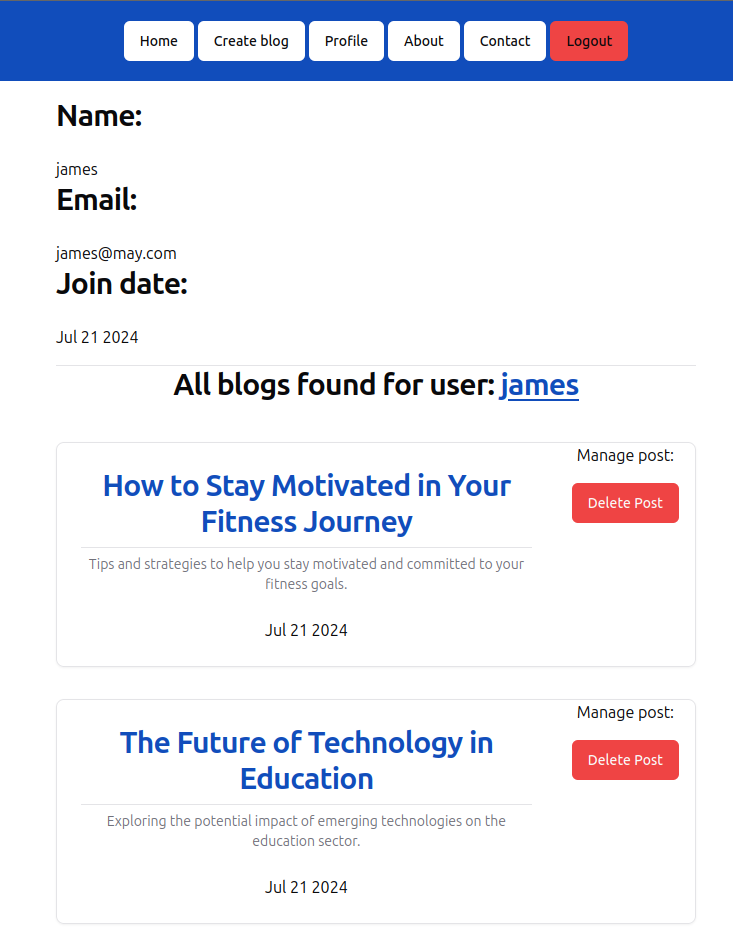 Home Create blog Profile About Contact Logout
Name:
james
Email:
james@may.com
Join date:
Jul 21 2024
All blogs found for user: james
How to Stay Motivated in Your
Fitness Journey
Tips and strategies to help you stay motivated and committed to your
fitness goals.
Jul 21 2024
Manage post:
Delete Post
The Future of Technology in
Education
Exploring the potential impact of emerging technologies on the
education sector.
Jul 21 2024
Manage post:
Delete Post